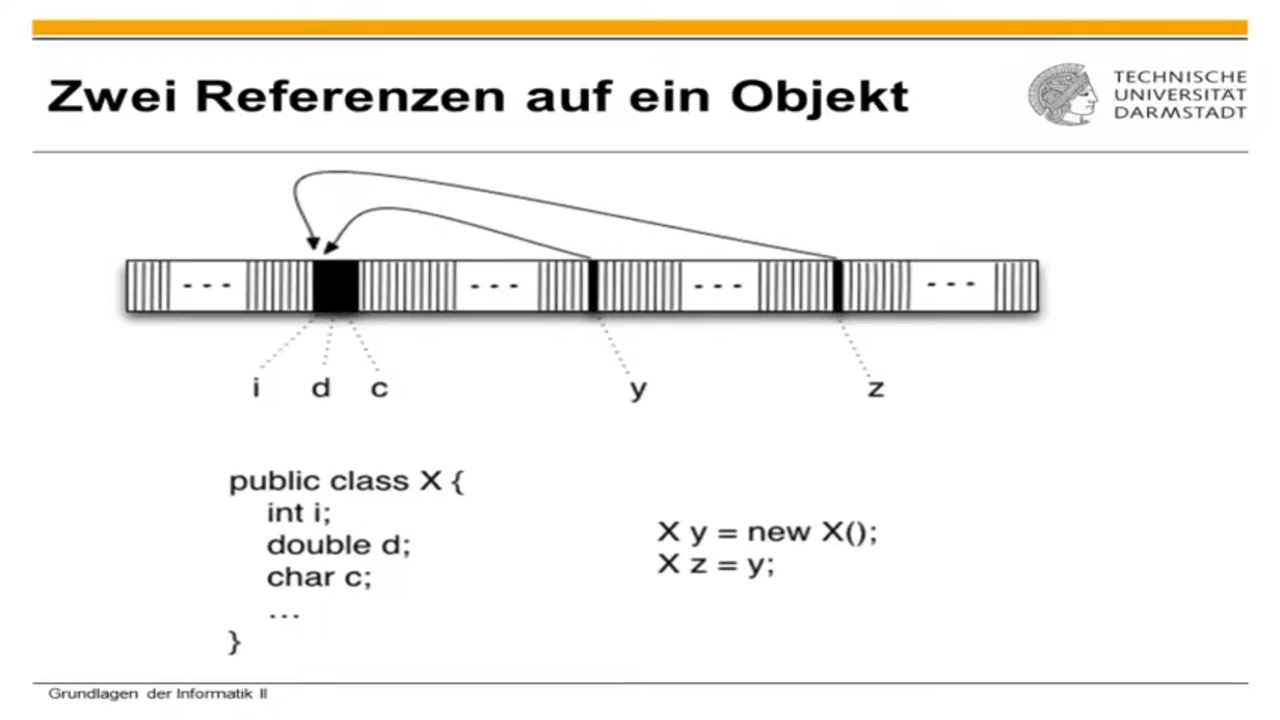 Zwei Referenzen auf ein Objekt
TECHNISCHE
UNIVERSITÄT
DARMSTADT
- - -
- - -
- - -
- - -
i d c y z
public class X {
int i;
double d;
char c;
...
}
X y = new X();
X z = y;
Grundlagen der Informatik II